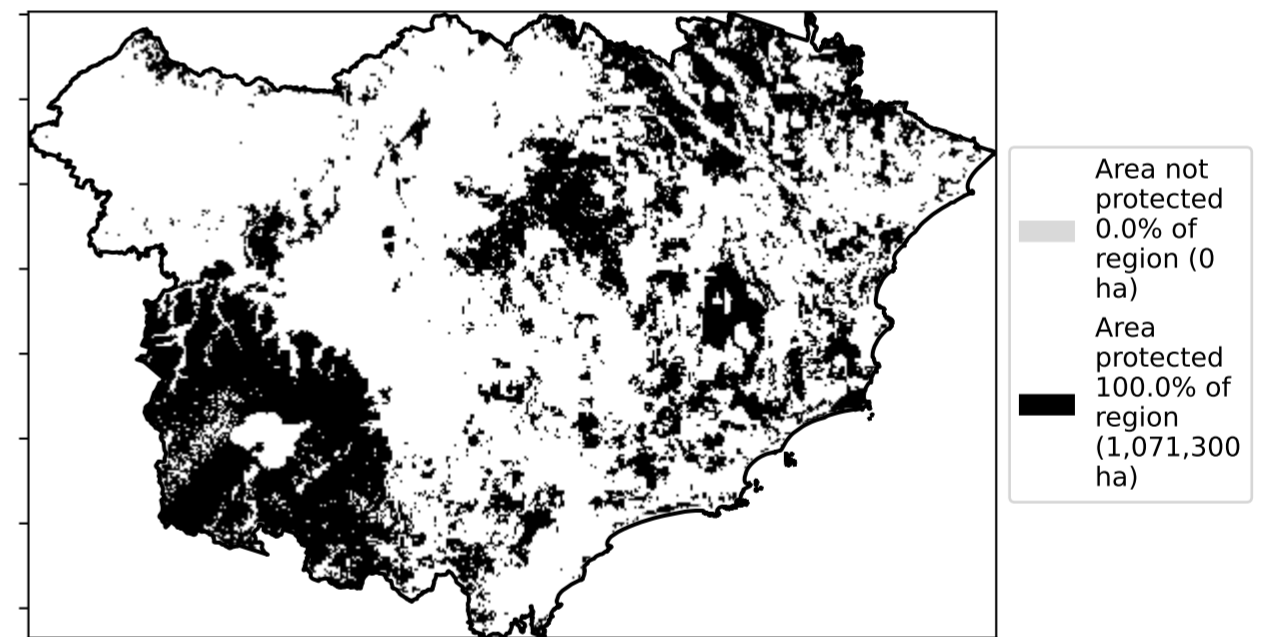 Area not
protected
0.0% of
region (0
ha)
Area
protected
100.0% of
region
(1,071,300
ha)